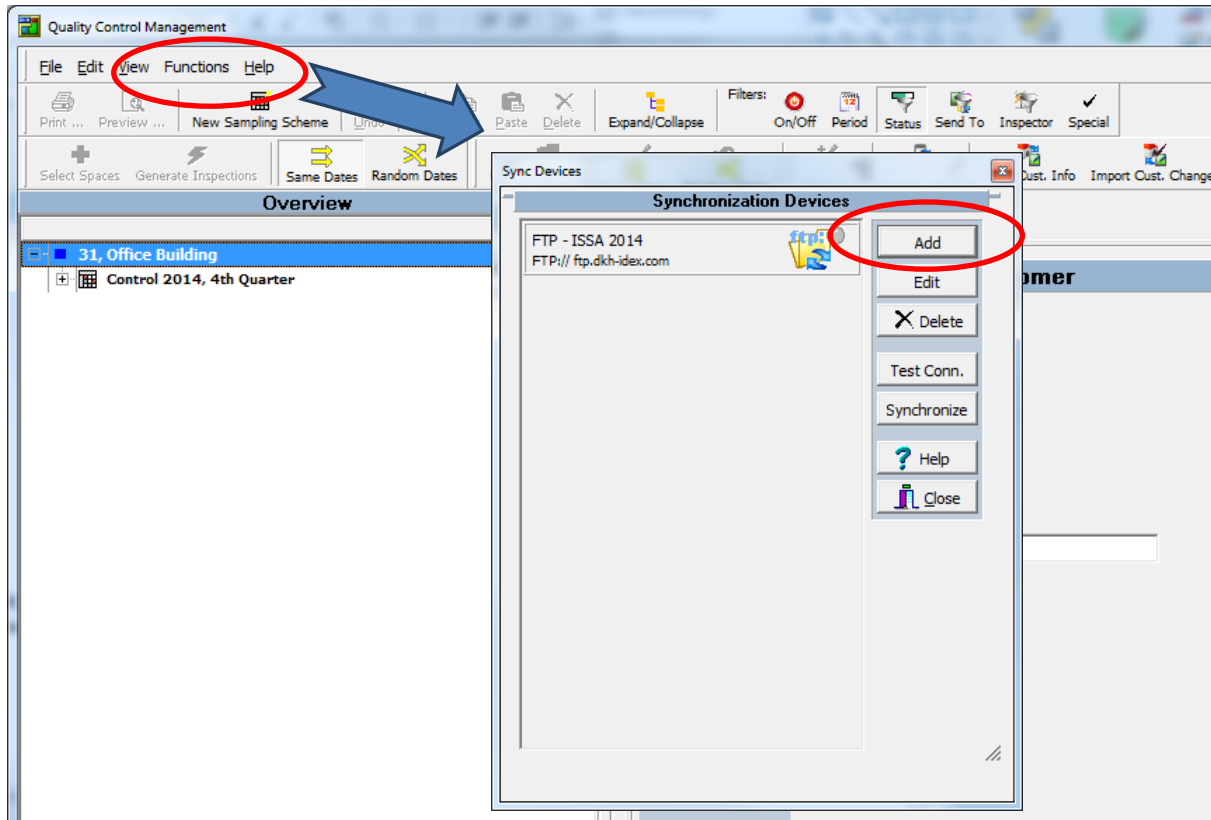 Quality Control Management
File Edit View Functions Help
Print ... Preview ... New Sampling Scheme Undo Paste Delete Expand/Collapse Filters: On/Off Period Status Send To Inspector Special
Select Spaces Generate Inspections Same Dates Random Dates Cust. Info Import Cust. Change
Overview
31, Office Building
Control 2014, 4th Quarter
Sync Devices
Synchronization Devices
FTP - ISSA 2014
FTP:// ftp.dkh-idex.com
ftp:
Add
Edit
Delete
Test Conn.
Synchronize
Help
Close
omer